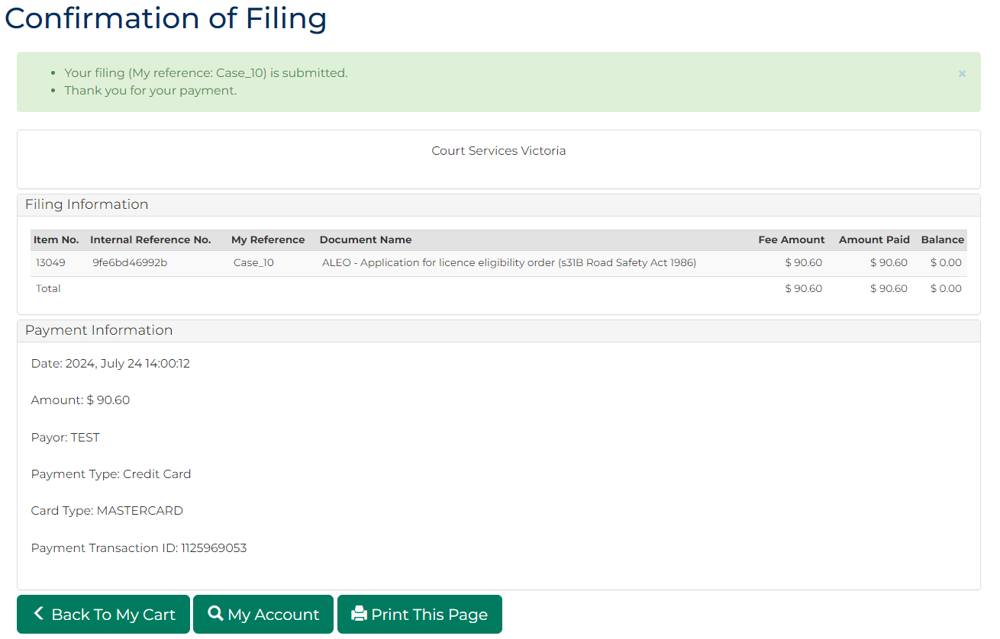 Confirmation of Filing
Your filing (My reference: Case_10) is submitted.
×
Thank you for your payment.
Court Services Victoria
Filing Information
Item No. Internal Reference No. My Reference Document Name Fee Amount Amount Paid Balance
13049 9fe6bd46992b Case_10 ALEO - Application for licence eligibility order (s31B Road Safety Act 1986) $ 90.60 $ 90.60 $ 0.00
Total $ 90.60 $ 90.60 $ 0.00
Payment Information
Date: 2024, July 24 14:00:12
Amount: $ 90.60
Payor: TEST
Payment Type: Credit Card
Card Type: MASTERCARD
Payment Transaction ID: 1125969053
Back To My Cart My Account Print This Page